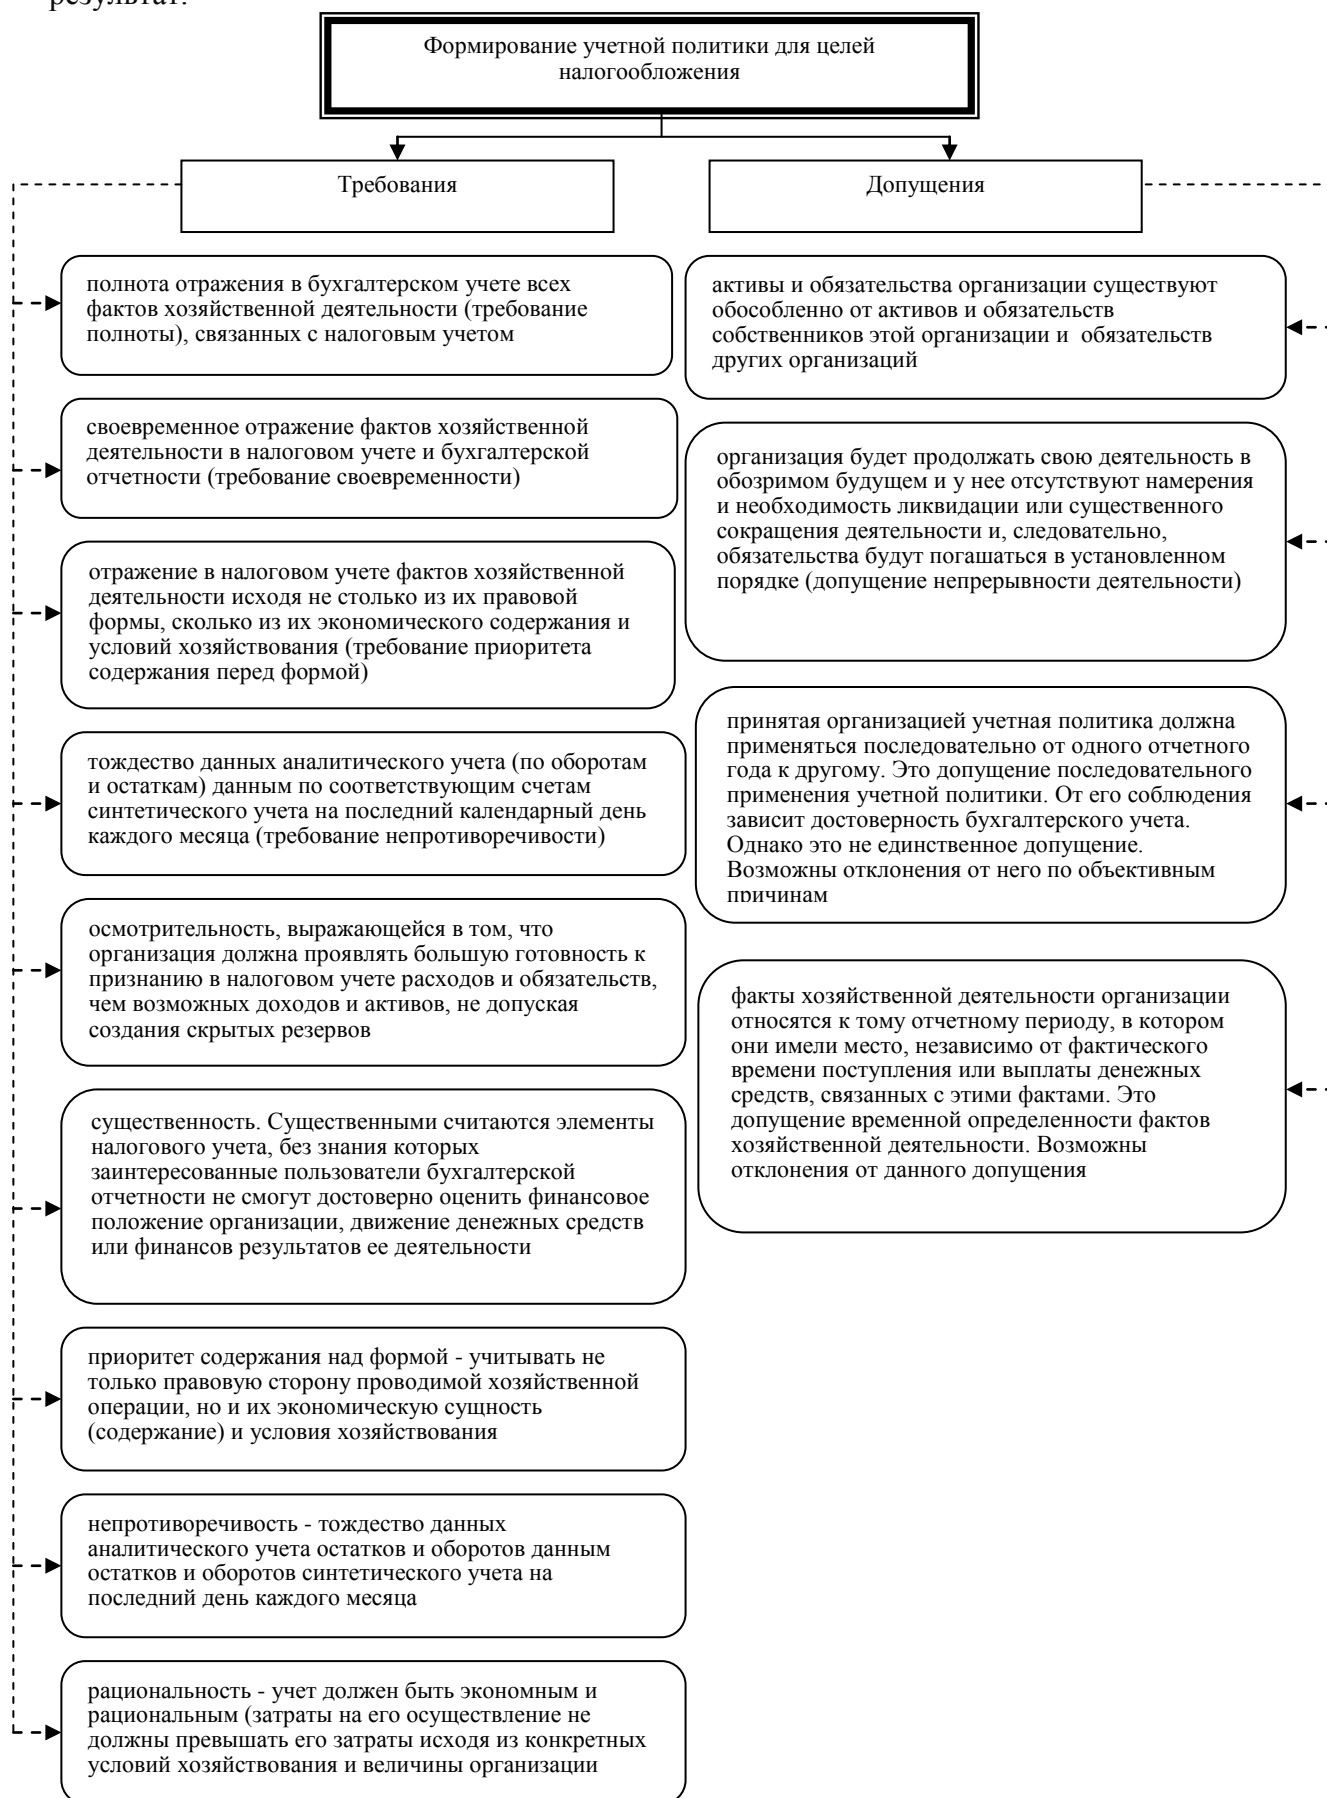 результат.
Формирование учетной политики для целей
налогообложения
Требования
Допущения
полнота отражения в бухгалтерском учете всех
фактов хозяйственной деятельности (требование
полноты), связанных с налоговым учетом
своевременное отражение фактов хозяйственной
деятельности в налоговом учете и бухгалтерской
отчетности (требование своевременности)
отражение в налоговом учете фактов хозяйственной
деятельности исходя не столько из их правовой
формы, сколько из их экономического содержания и
условий хозяйствования (требование приоритета
содержания перед формой)
тождество данных аналитического учета (по оборотам
и остаткам) данным по соответствующим счетам
синтетического учета на последний календарный день
каждого месяца (требование непротиворечивости)
осмотрительность, выражающейся в том, что
организация должна проявлять большую готовность к
признанию в налоговом учете расходов и обязательств,
чем возможных доходов и активов, не допуская
создания скрытых резервов
существенность. Существенными считаются элементы
налогового учета, без знания которых
заинтересованные пользователи бухгалтерской
отчетности не смогут достоверно оценить финансовое
положение организации, движение денежных средств
или финансов результатов ее деятельности
приоритет содержания над формой - учитывать не
только правовую сторону проводимой хозяйственной
операции, но и их экономическую сущность
(содержание) и условия хозяйствования
непротиворечивость - тождество данных
аналитического учета остатков и оборотов данным
остатков и оборотов синтетического учета на
последний день каждого месяца
рациональность - учет должен быть экономным и
рациональным (затраты на его осуществление не
должны превышать его затраты исходя из конкретных
условий хозяйствования и величины организации
активы и обязательства организации существуют
обособленно от активов и обязательств
собственников этой организации и  обязательств
других организаций
организация будет продолжать свою деятельность в
обозримом будущем и у нее отсутствуют намерения
и необходимость ликвидации или существенного
сокращения деятельности и, следовательно,
обязательства будут погашаться в установленном
порядке (допущение непрерывности деятельности)
принятая организацией учетная политика должна
применяться последовательно от одного отчетного
года к другому. Это допущение последовательного
применения учетной политики. От его соблюдения
зависит достоверность бухгалтерского учета.
Однако это не единственное допущение.
Возможны отклонения от него по объективным
причинам
факты хозяйственной деятельности организации
относятся к тому отчетному периоду, в котором
они имели место, независимо от фактического
времени поступления или выплаты денежных
средств, связанных с этими фактами. Это
допущение временной определенности фактов
хозяйственной деятельности. Возможны
отклонения от данного допущения